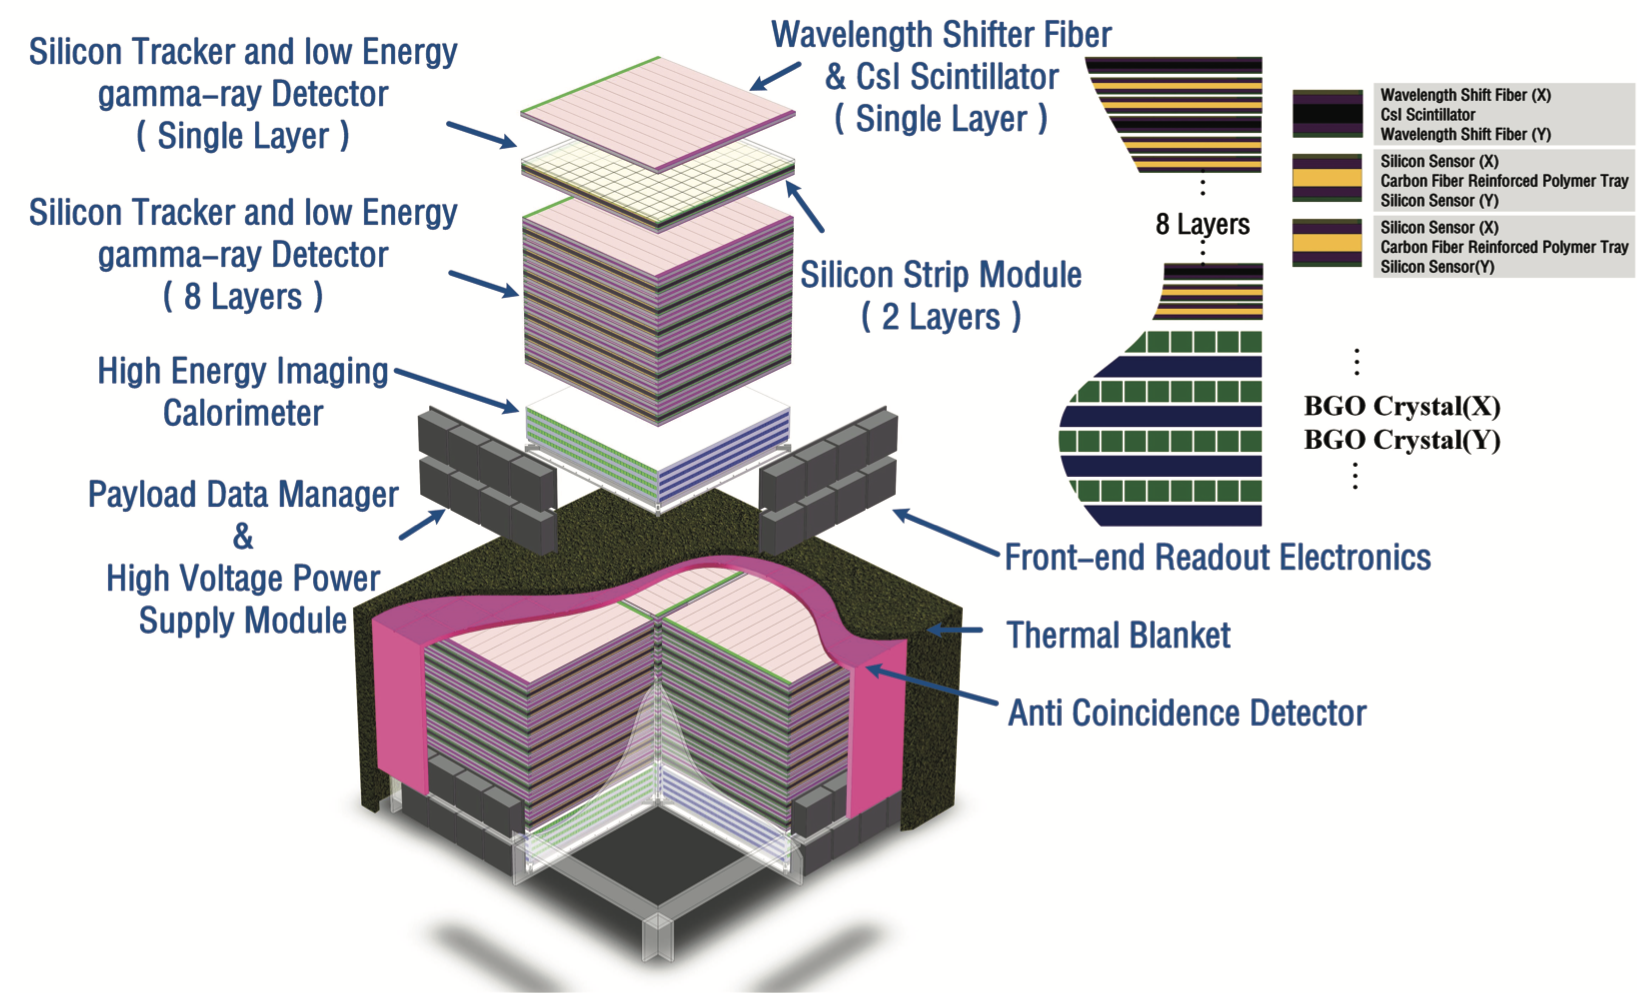 Silicon Tracker and low Energy
gamma-ray Detector
( Single Layer )
Wavelength Shifter Fiber
& CsI Scintillator
( Single Layer )
Silicon Tracker and low Energy
gamma-ray Detector
( 8 Layers )
Silicon Strip Module
( 2 Layers )
High Energy Imaging
Calorimeter
Payload Data Manager
&
High Voltage Power
Supply Module
Front-end Readout Electronics
Thermal Blanket
Anti Coincidence Detector
8 Layers
Wavelength Shift Fiber (X)
CsI Scintillator
Wavelength Shift Fiber (Y)
Silicon Sensor (X)
Carbon Fiber Reinforced Polymer Tray
Silicon Sensor (Y)
Silicon Sensor (X)
Carbon Fiber Reinforced Polymer Tray
Silicon Sensor(Y)
BGO Crystal(X)
BGO Crystal(Y)